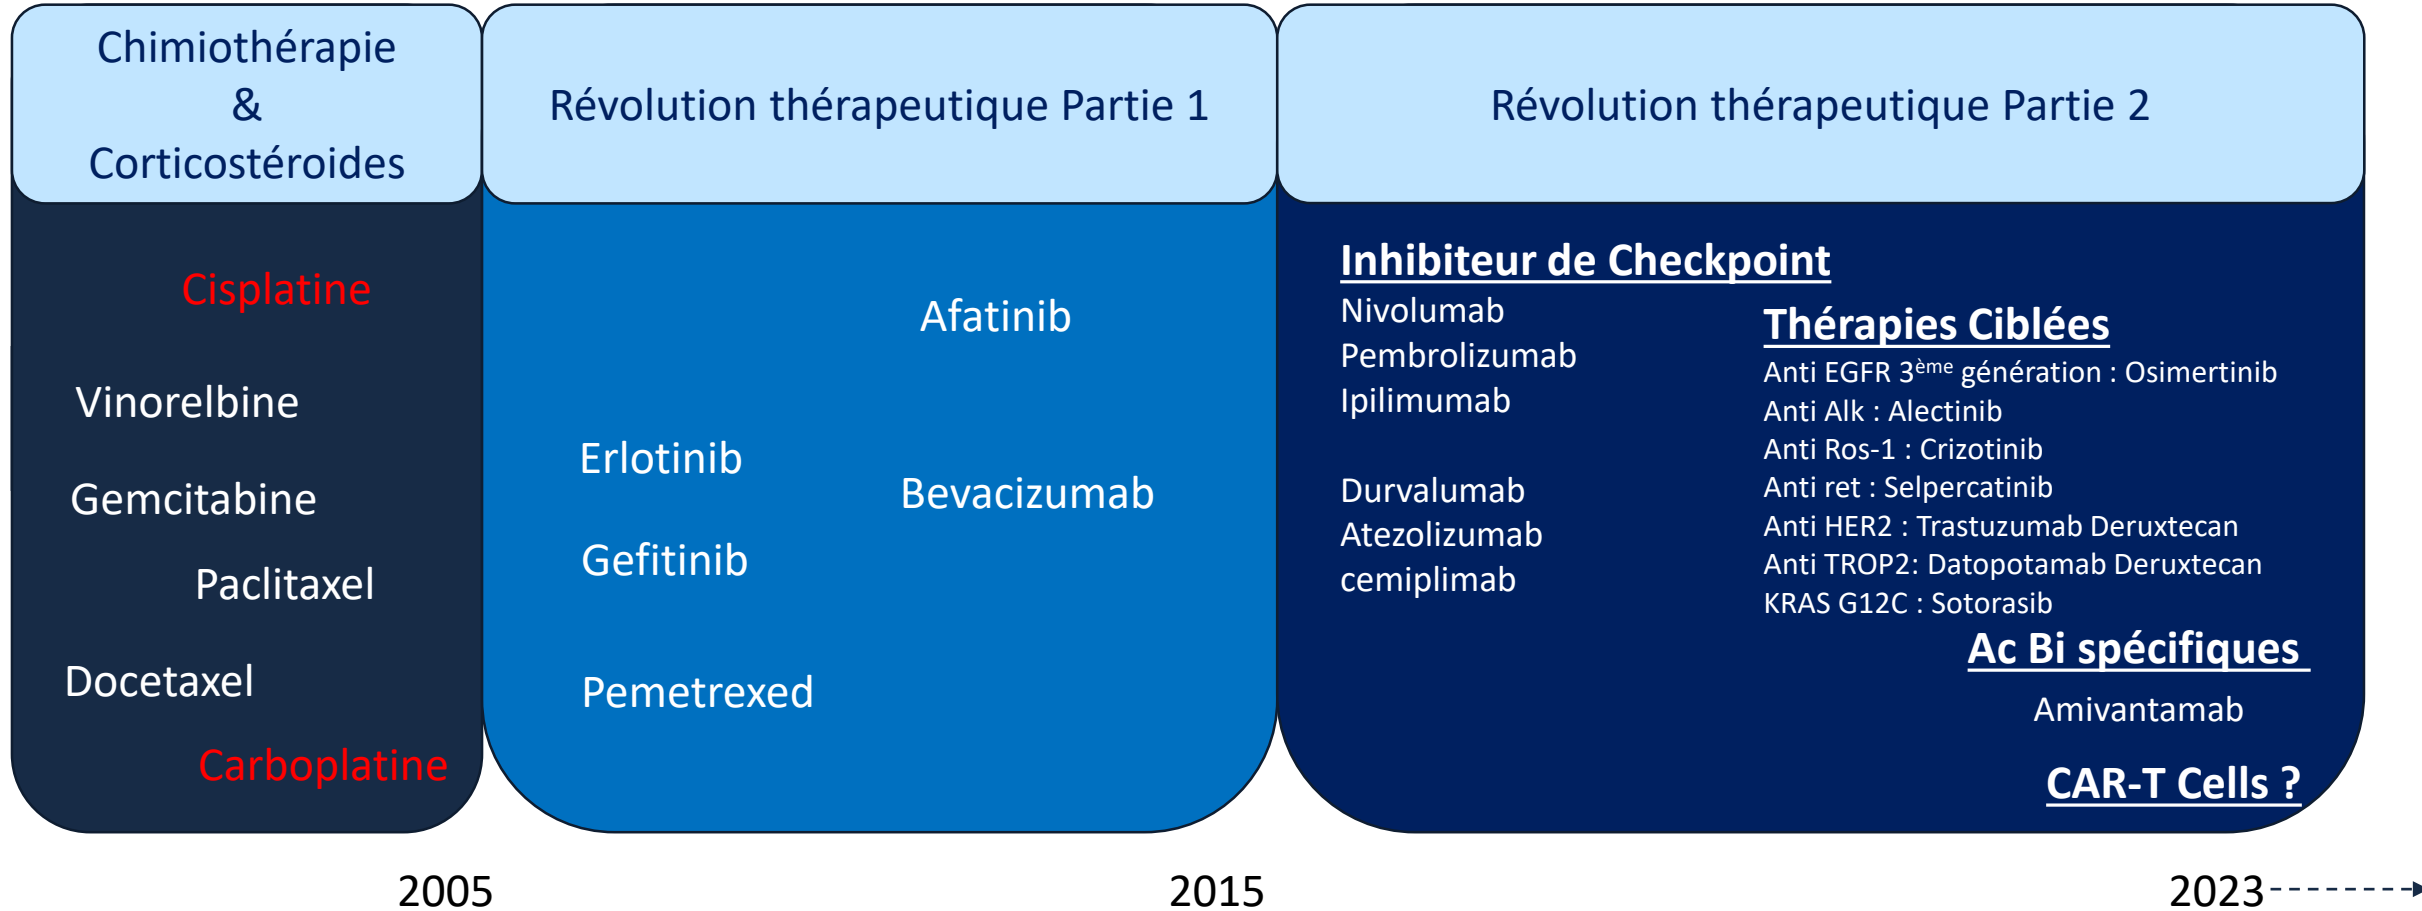 Chimiothérapie
&
Corticostéroides
Révolution thérapeutique Partie 1
Révolution thérapeutique Partie 2
Cisplatine
Vinorelbine
Gemcitabine
Paclitaxel
Docetaxel
Carboplatine
Afatinib
Erlotinib
Bevacizumab
Gefitinib
Pemetrexed
Inhibiteur de Checkpoint
Nivolumab
Pembrolizumab
Ipilimumab
Durvalumab
Atezolizumab
cemiplimab
Thérapies Ciblées
Anti EGFR 3ème génération : Osimertinib
Anti Alk : Alectinib
Anti Ros-1 : Crizotinib
Anti ret : Selpercatinib
Anti HER2 : Trastuzumab Deruxtecan
Anti TROP2: Datopotamab Deruxtecan
KRAS G12C : Sotorasib
Ac Bi spécifiques
Amivantamab
CAR-T Cells ?
2005
2015
2023